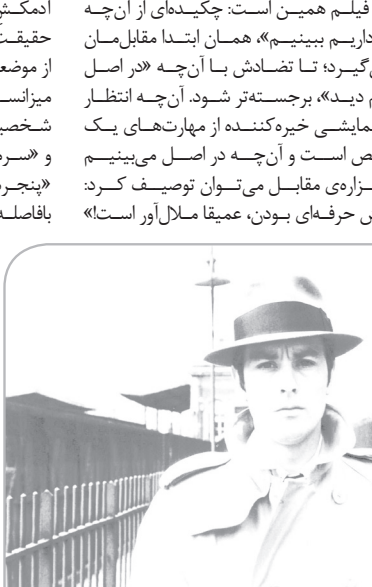 فیلم همین است: چکیده‌ای از آن‌چه
داریم ببینیم»، همان ابتدا مقابل‌مان
گیرد؛ تا تضادش با آن‌چه «در اصل
دید»، برجسته‌تر شود. آن‌چه انتظار
مایشی خیره‌کننده از مهارت‌های یک
است و آن‌چه در اصل می‌بینیم
زاره‌ی مقابل می‌توان توصیف کرد:
حرفه‌ای بودن، عمیقا ملال‌آور است!»
آدمکش
حقیقت
از موضع
میزانس
شخصی
و «سر
«پنجر
بافاصله